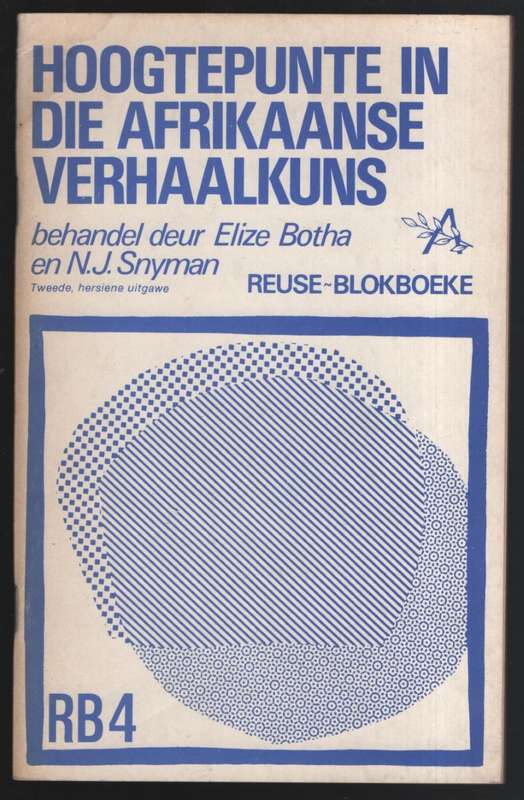 HOOGTEPUNTE IN
DIE AFRIKAANSE
VERHAALKUNS
behandel deur Elize Botha
en N.J. Snyman
Tweede, hersiene uitgawe
REUSE~BLOKBOEKE
RB4